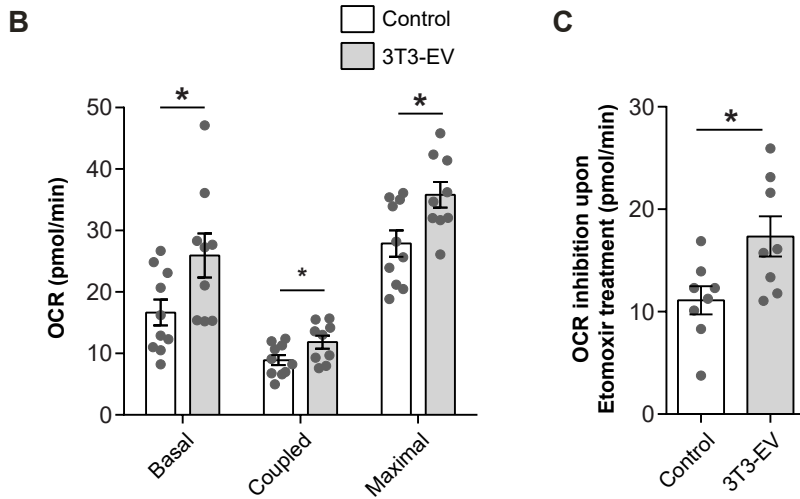 B
Control
3T3-EV
OCR (pmol/min)
50
40
30
20
10
0
*
*
*
Basal
Coupled
Maximal
C
OCR inhibition upon
Etomoxir treatment (pmol/min)
30
20
10
0
*
Control
3T3-EV